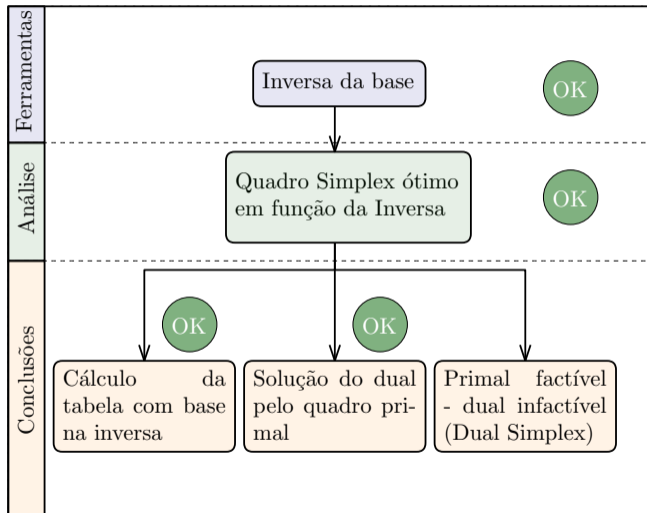 Ferramentas
Inversa da base
OK
Análise
Quadro Simplex ótimo
em função da Inversa
OK
Conclusões
OK
OK
Cálculo da
tabela com base
na inversa
Solução do dual
pelo quadro pri-
mal
Primal factível
- dual infactível
(Dual Simplex)